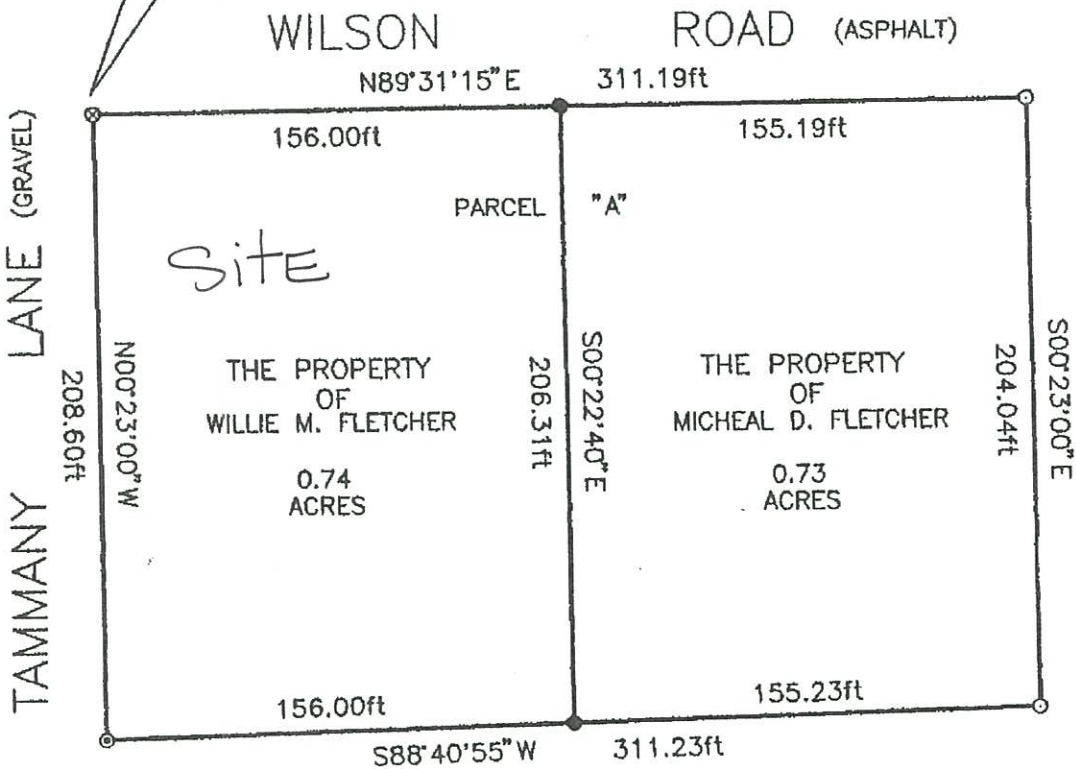 WILSON ROAD (ASPHALT)
N89°31'15"E 311.19ft
156.00ft 155.19ft
PARCEL "A"
SitE
TAMMANY LANE (GRAVEL)
208.60ft
N00°23'00"W
THE PROPERTY
OF
WILLIE M. FLETCHER
0.74
ACRES
206.31ft
S00°22'40"E
THE PROPERTY
OF
MICHEAL D. FLETCHER
0.73
ACRES
204.04ft
S00°23'00"E
156.00ft 155.23ft
S88°40'55"W 311.23ft